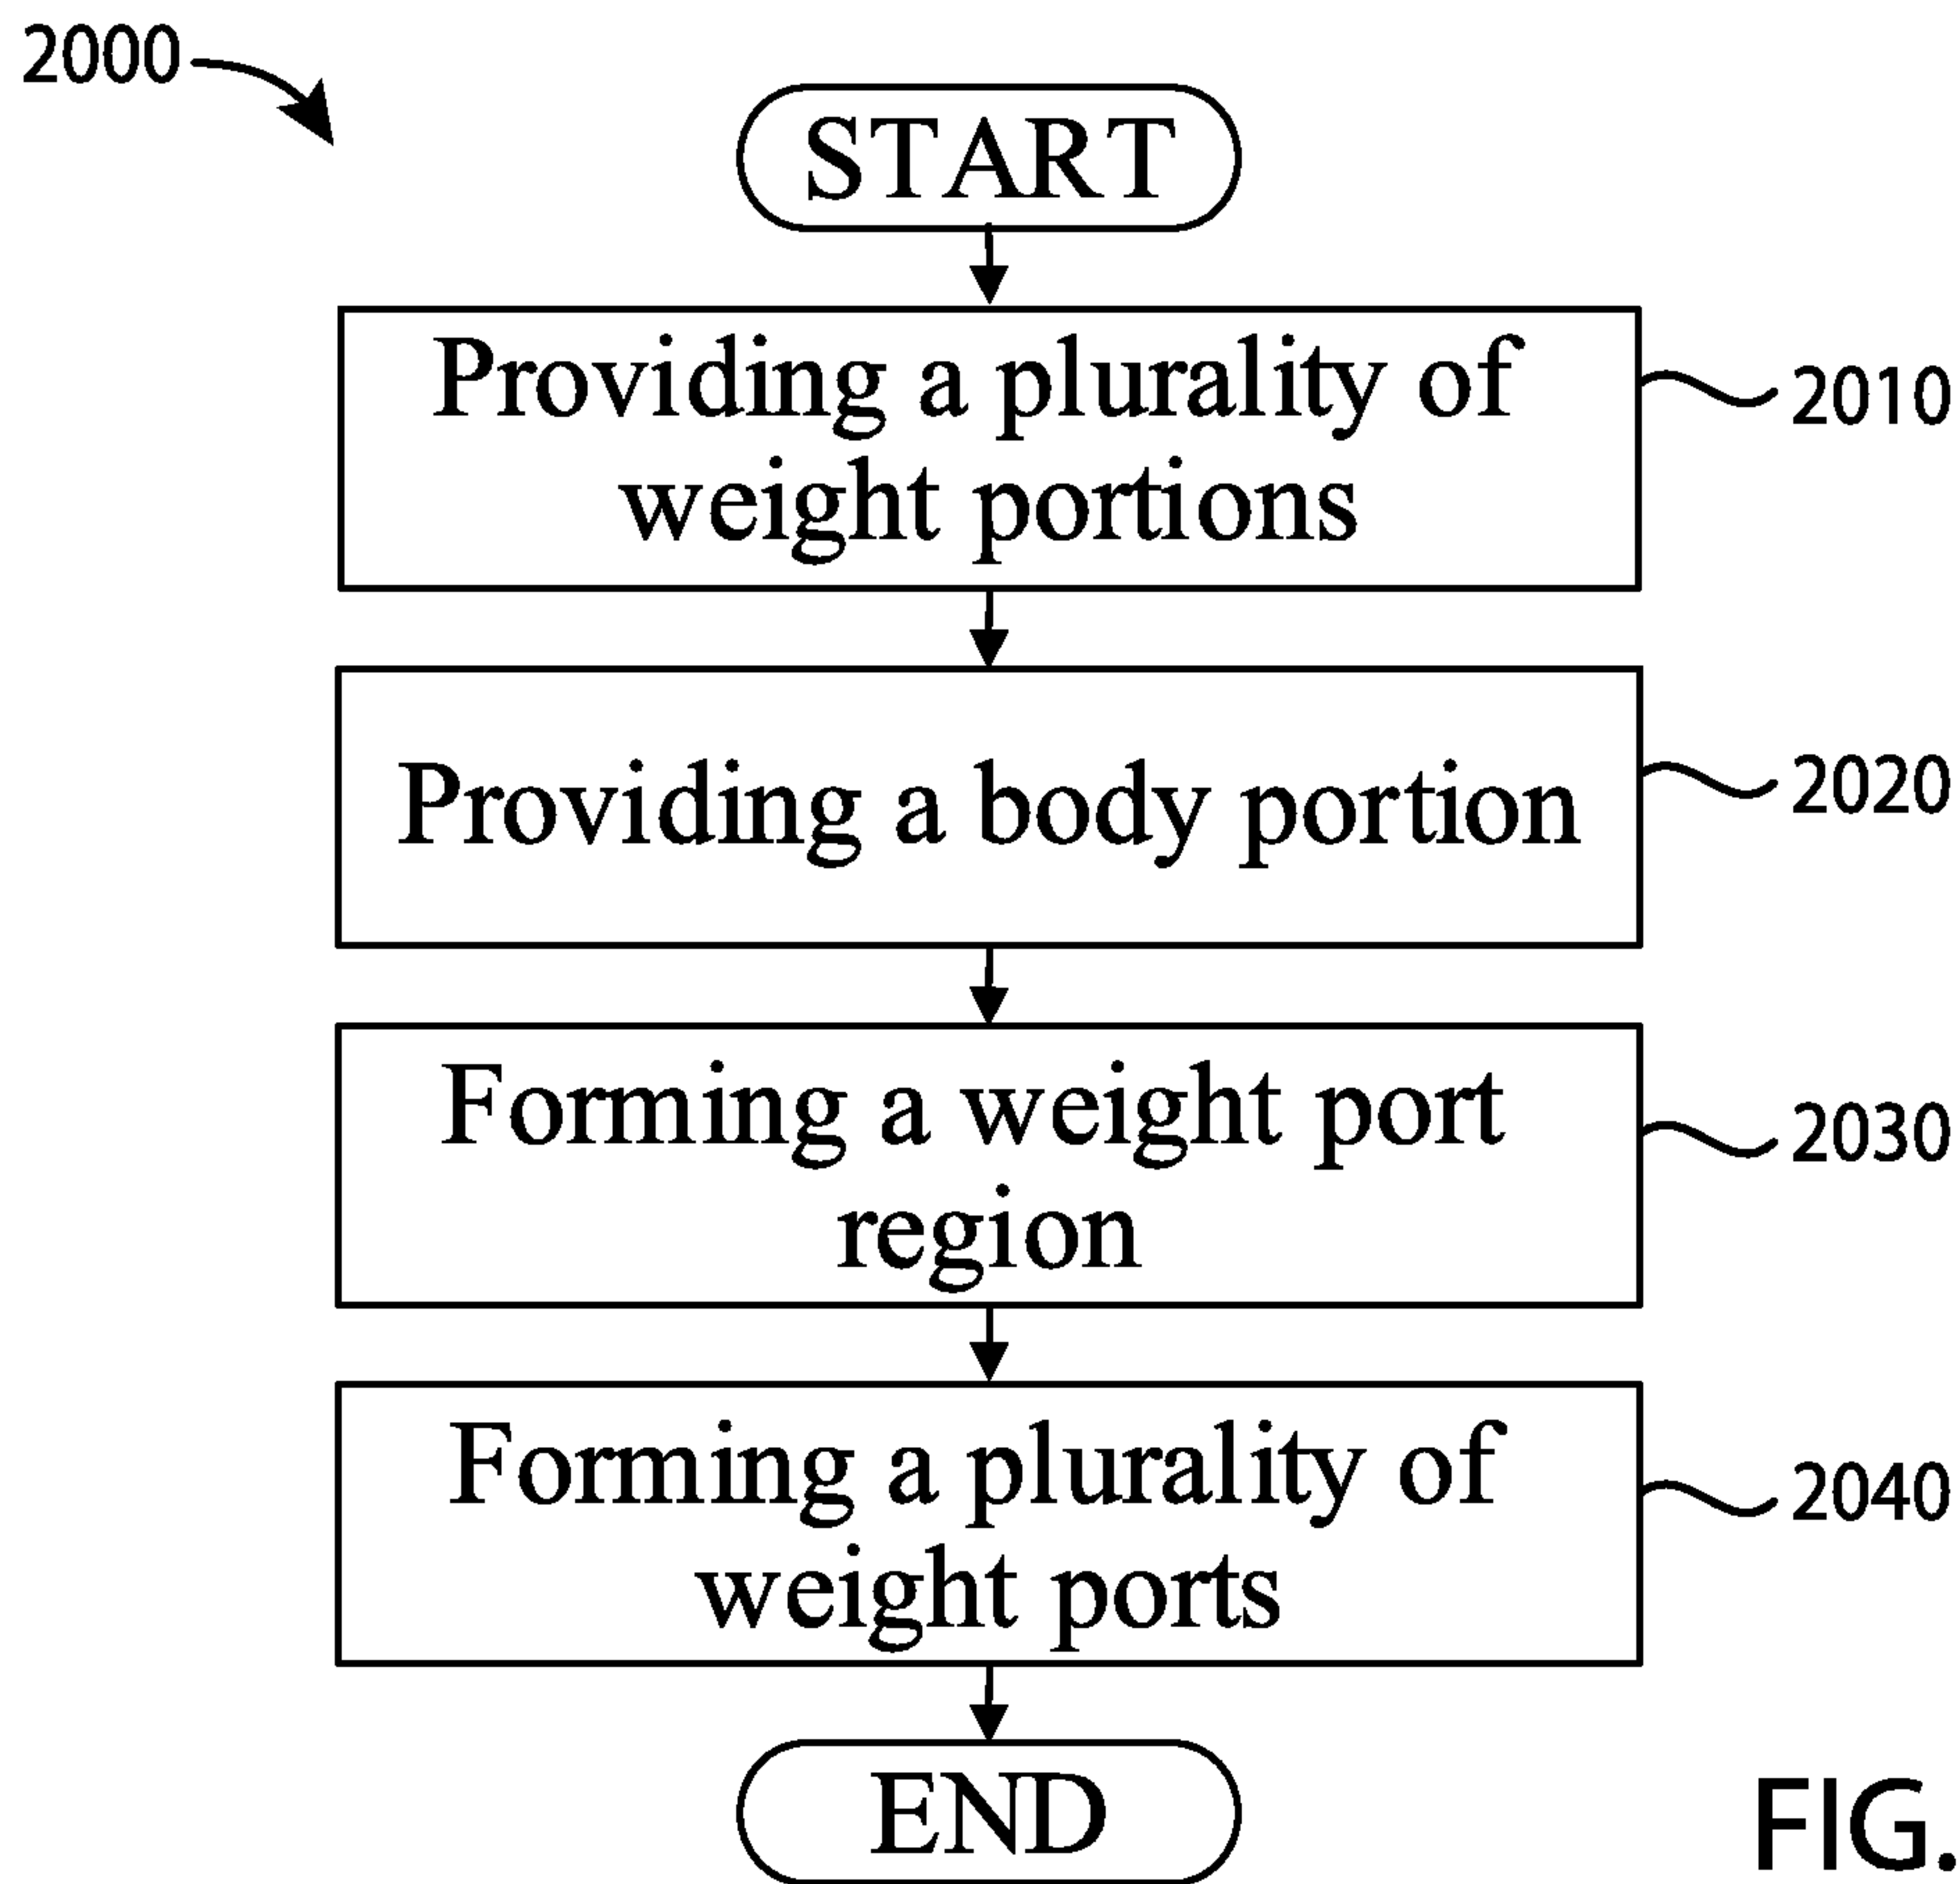 2000
START
Providing a plurality of
weight portions
2010
Providing a body portion
2020
Forming a weight port
region
2030
Forming a plurality of
weight ports
2040
END
FIG.